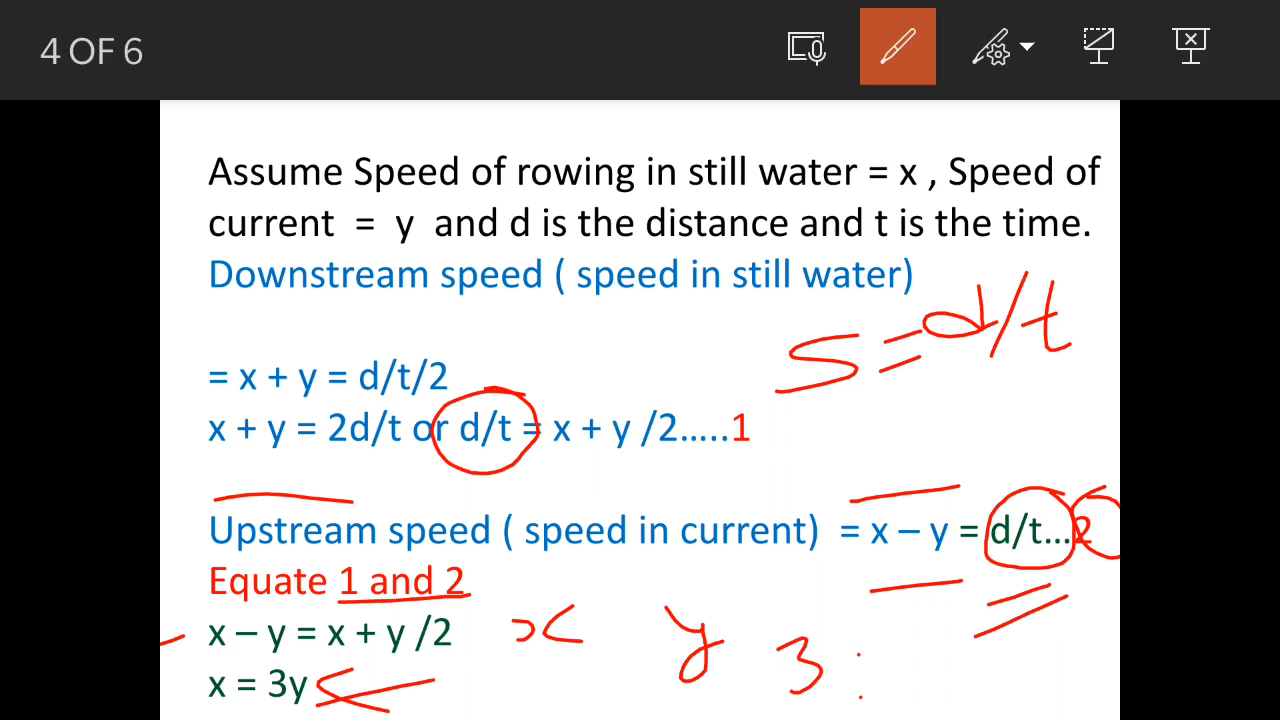 4 OF 6
Assume Speed of rowing in still water = x , Speed of
current = y and d is the distance and t is the time.
Downstream speed ( speed in still water)
S = d/t
= x + y = d/t/2
x + y = 2d/t or d/t = x + y /2.....1
Upstream speed ( speed in current) = x – y = d/t...2
Equate 1 and 2
x – y = x + y /2
x y 3 :
x = 3y